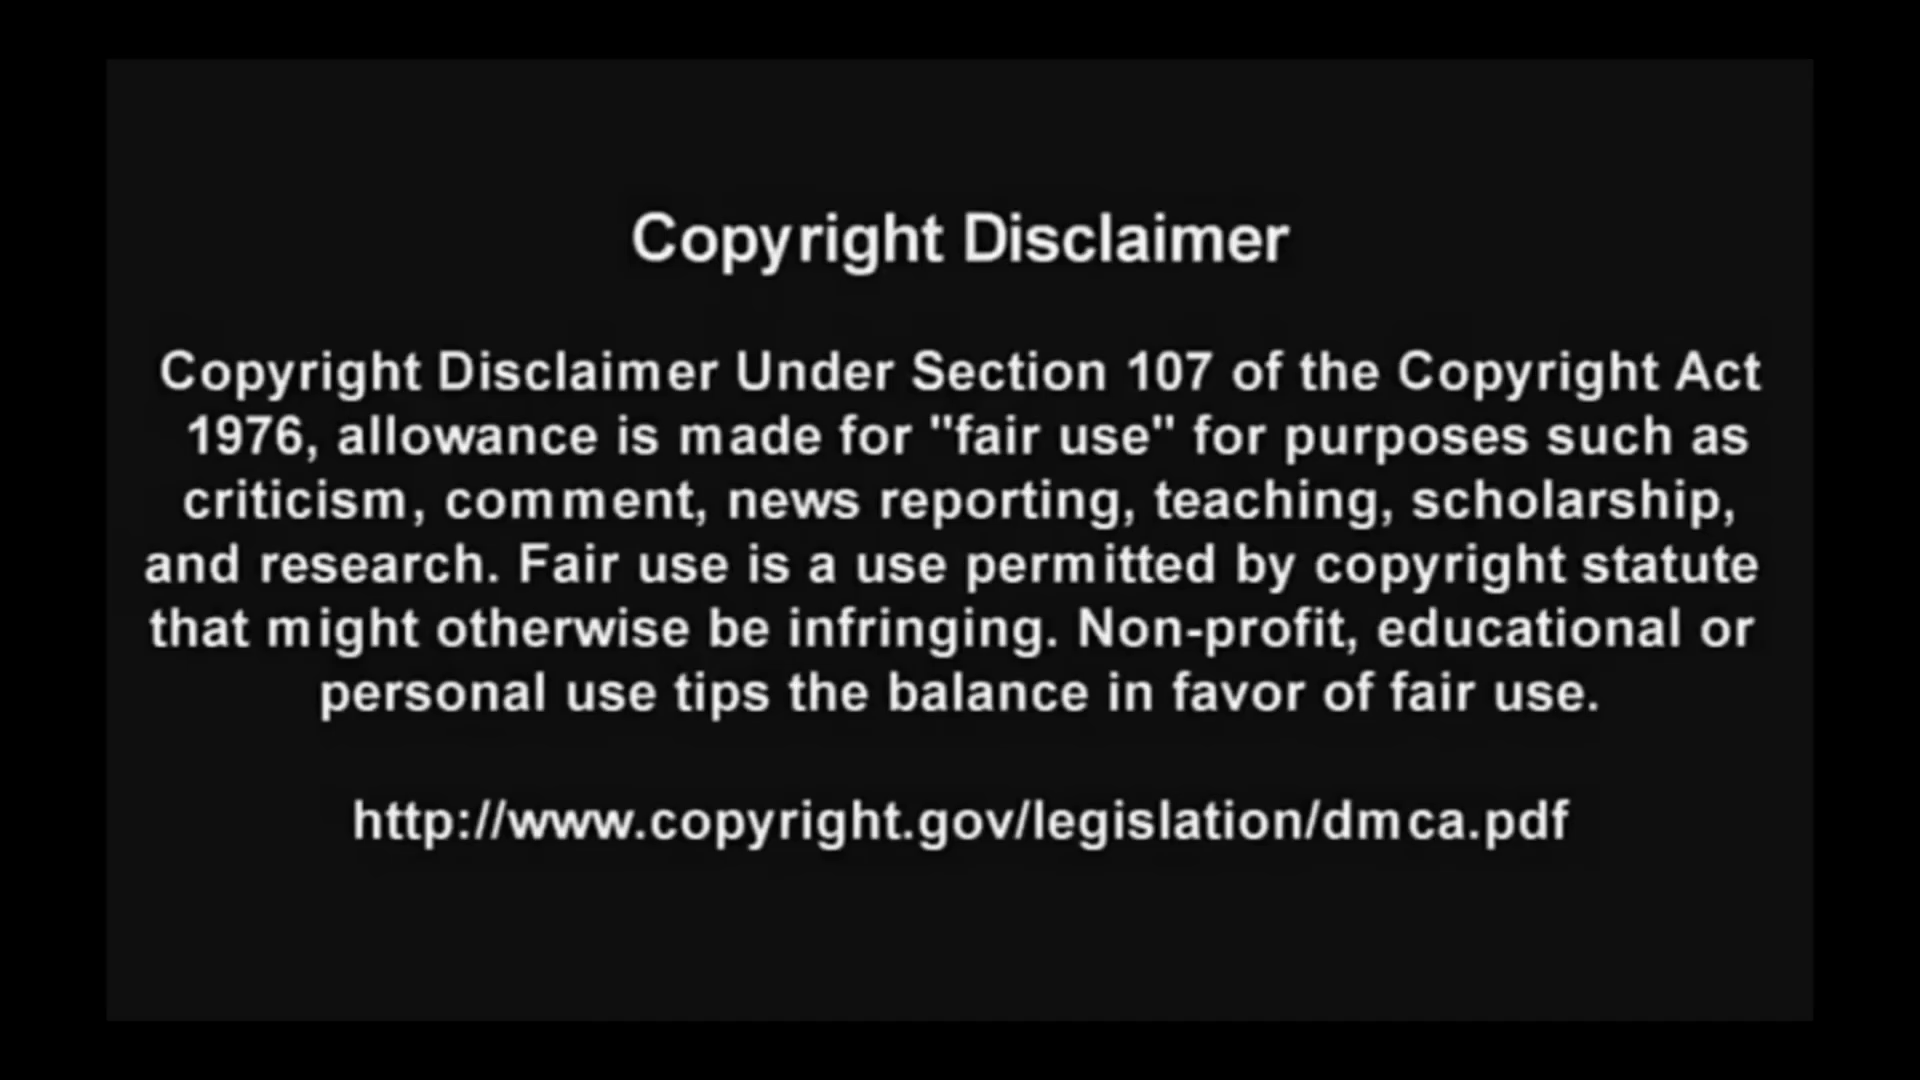 Copyright Disclaimer
Copyright Disclaimer Under Section 107 of the Copyright Act
1976, allowance is made for "fair use" for purposes such as
criticism, comment, news reporting, teaching, scholarship,
and research. Fair use is a use permitted by copyright statute
that might otherwise be infringing. Non-profit, educational or
personal use tips the balance in favor of fair use.
http://www.copyright.gov/legislation/dmca.pdf